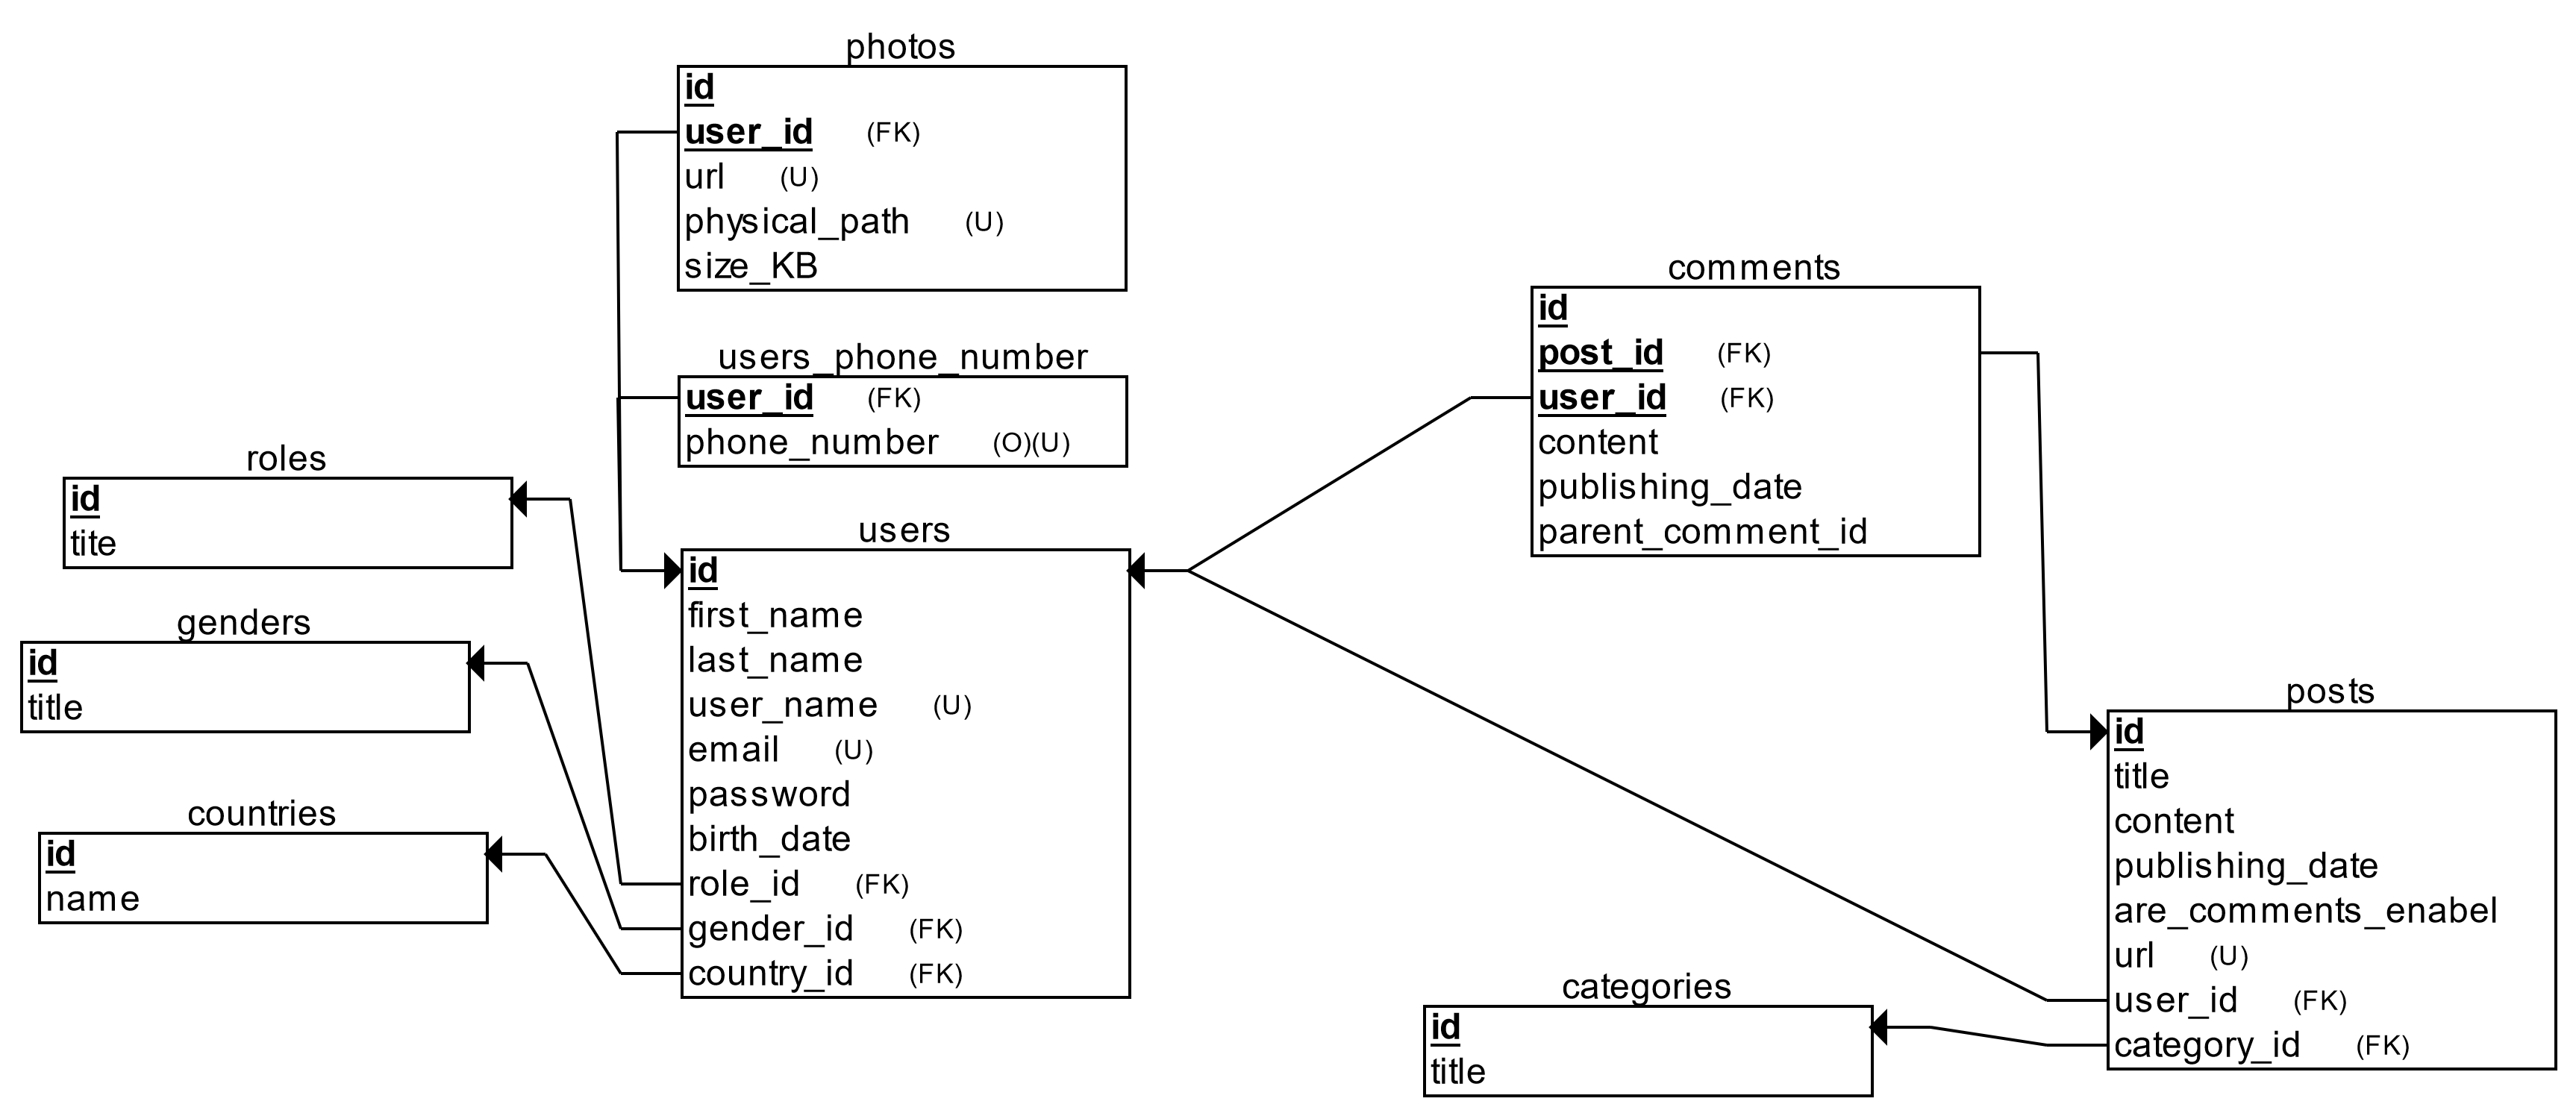 photos
id
user_id (FK)
url (U)
physical_path (U)
size_KB
users_phone_number
user_id (FK)
phone_number (O)(U)
roles
id
tite
genders
id
title
countries
id
name
users
id
first_name
last_name
user_name (U)
email (U)
password
birth_date
role_id (FK)
gender_id (FK)
country_id (FK)
comments
id
post_id (FK)
user_id (FK)
content
publishing_date
parent_comment_id
posts
id
title
content
publishing_date
are_comments_enabel
url (U)
user_id (FK)
category_id (FK)
categories
id
title